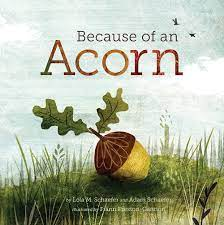 Because of an
Acorn
by Lola M. Schaefer and Adam Schaefer
illustrated by Frann Preston-Gannon